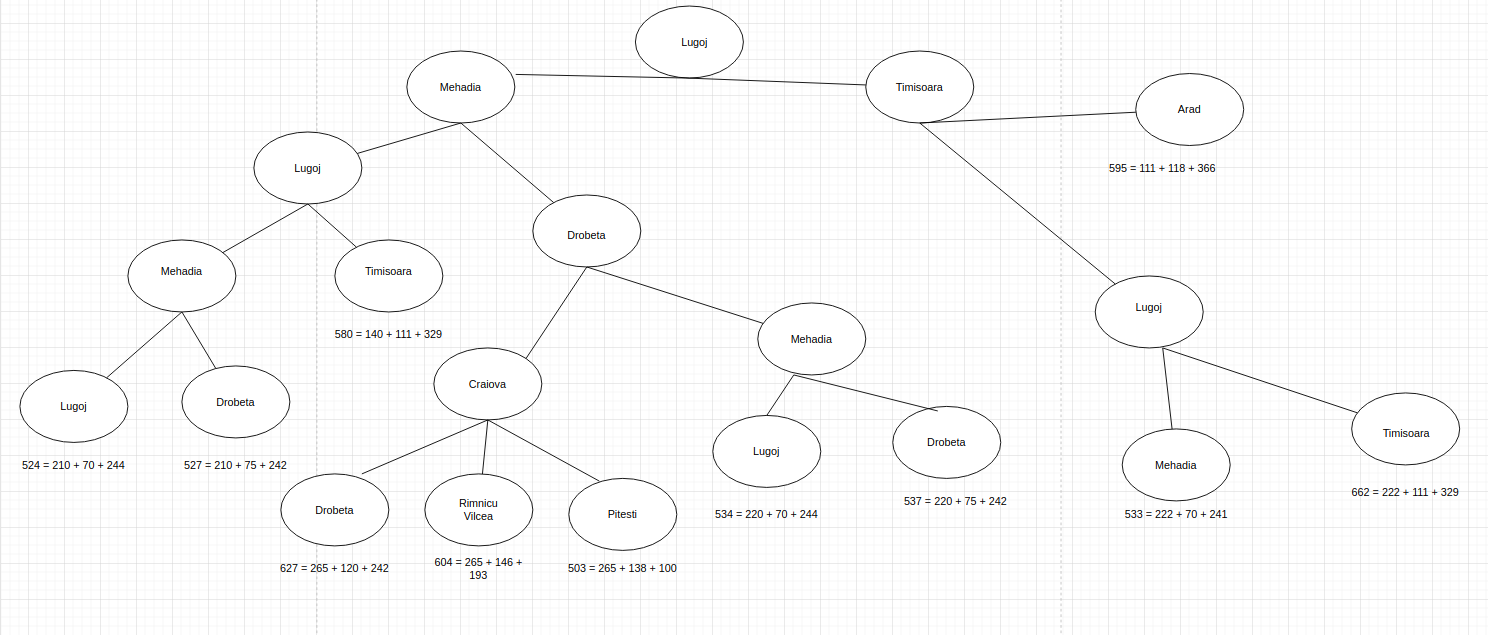 Lugoj
Mehadia
Timisoara
Arad
595 = 111 + 118 + 366
Lugoj
Drobeta
Mehadia
Timisoara
580 = 140 + 111 + 329
Lugoj
Mehadia
Craiova
Lugoj
524 = 210 + 70 + 244
Drobeta
527 = 210 + 75 + 242
Lugoj
534 = 220 + 70 + 244
Drobeta
537 = 220 + 75 + 242
Mehadia
533 = 222 + 70 + 241
Timisoara
662 = 222 + 111 + 329
Drobeta
627 = 265 + 120 + 242
Rimnicu
Vilcea
604 = 265 + 146 +
193
Pitesti
503 = 265 + 138 + 100